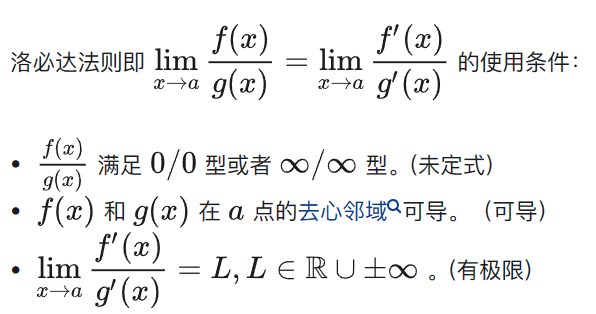 洛必达法则即 $\lim_{x \to a} \frac{f(x)}{g(x)} = \lim_{x \to a} \frac{f'(x)}{g'(x)}$ 的使用条件：
• $\frac{f(x)}{g(x)}$ 满足 $0/0$ 型或者 $\infty/\infty$ 型。（未定式）
• $f(x)$ 和 $g(x)$ 在 $a$ 点的去心邻域可导。（可导）
• $\lim_{x \to a} \frac{f'(x)}{g'(x)} = L, L \in \mathbb{R} \cup \pm\infty$ 。（有极限）